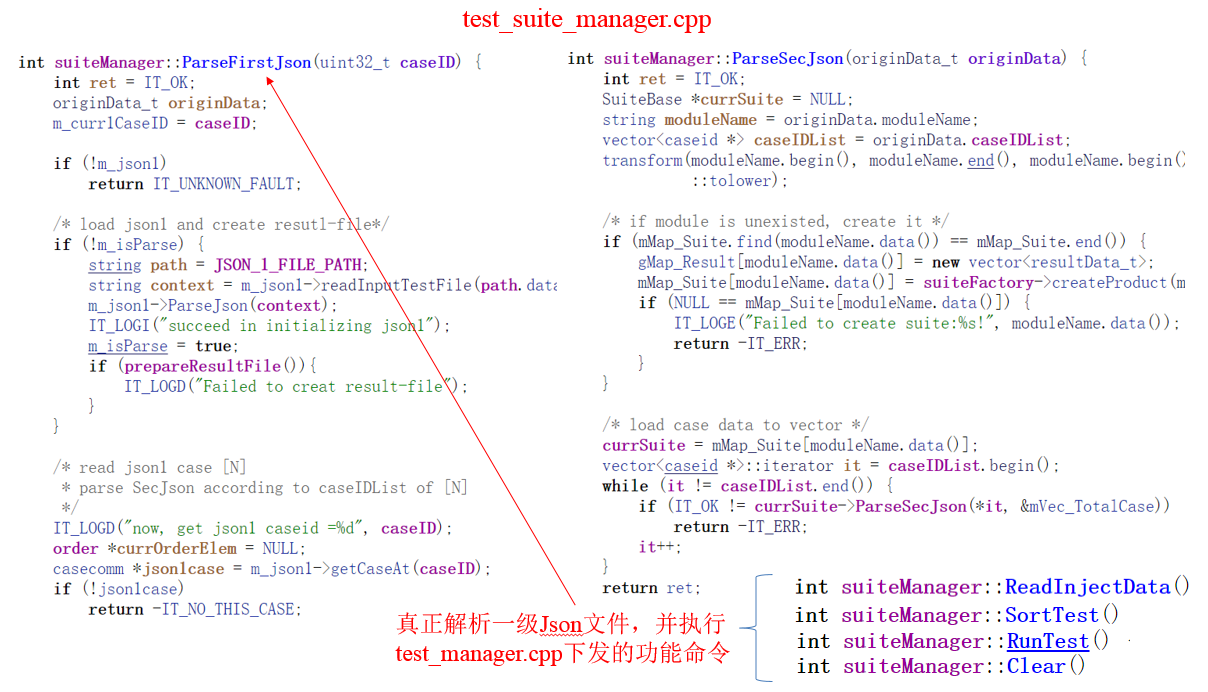 test_suite_manager.cpp
int suiteManager::ParseFirstJson(uint32_t caseID) {
int ret = IT_OK;
originData_t originData;
m_curr1CaseID = caseID;
if (!m_json1)
return IT_UNKNOWN_FAULT;
/* load json1 and create resutl-file*/
if (!m_isParse) {
string path = JSON_1_FILE_PATH;
string context = m_json1->readInputTestFile(path.data
m_json1->ParseJson(context);
IT_LOGI("succeed in initializing json1");
m_isParse = true;
if (prepareResultFile()){
IT_LOGD("Failed to creat result-file");
}
}
/* read json1 case [N]
* parse SecJson according to caseIDList of [N]
*/
IT_LOGD("now, get json1 caseid =%d", caseID);
order *currOrderElem = NULL;
casecomm *json1case = m_json1->getCaseAt(caseID);
if (!json1case)
return -IT_NO_THIS_CASE;
int suiteManager::ParseSecJson(originData_t originData) {
int ret = IT_OK;
SuiteBase *currSuite = NULL;
string moduleName = originData.moduleName;
vector<caseid *> caseIDList = originData.caseIDList;
transform(moduleName.begin(), moduleName.end(), moduleName.begin()
::tolower);
/* if module is unexisted, create it */
if (mMap_Suite.find(moduleName.data()) == mMap_Suite.end()) {
gMap_Result[moduleName.data()] = new vector<resultData_t>;
mMap_Suite[moduleName.data()] = suiteFactory->createProduct(m
if (NULL == mMap_Suite[moduleName.data()]) {
IT_LOGE("Failed to create suite:%s!", moduleName.data());
return -IT_ERR;
}
}
/* load case data to vector */
currSuite = mMap_Suite[moduleName.data()];
vector<caseid *>::iterator it = caseIDList.begin();
while (it != caseIDList.end()) {
if (IT_OK != currSuite->ParseSecJson(*it, &mVec_TotalCase))
return -IT_ERR;
it++;
}
return ret;
真正解析一级Json文件，并执行
test_manager.cpp下发的功能命令
int suiteManager::ReadInjectData()
int suiteManager::SortTest()
int suiteManager::RunTest()
int suiteManager::Clear()